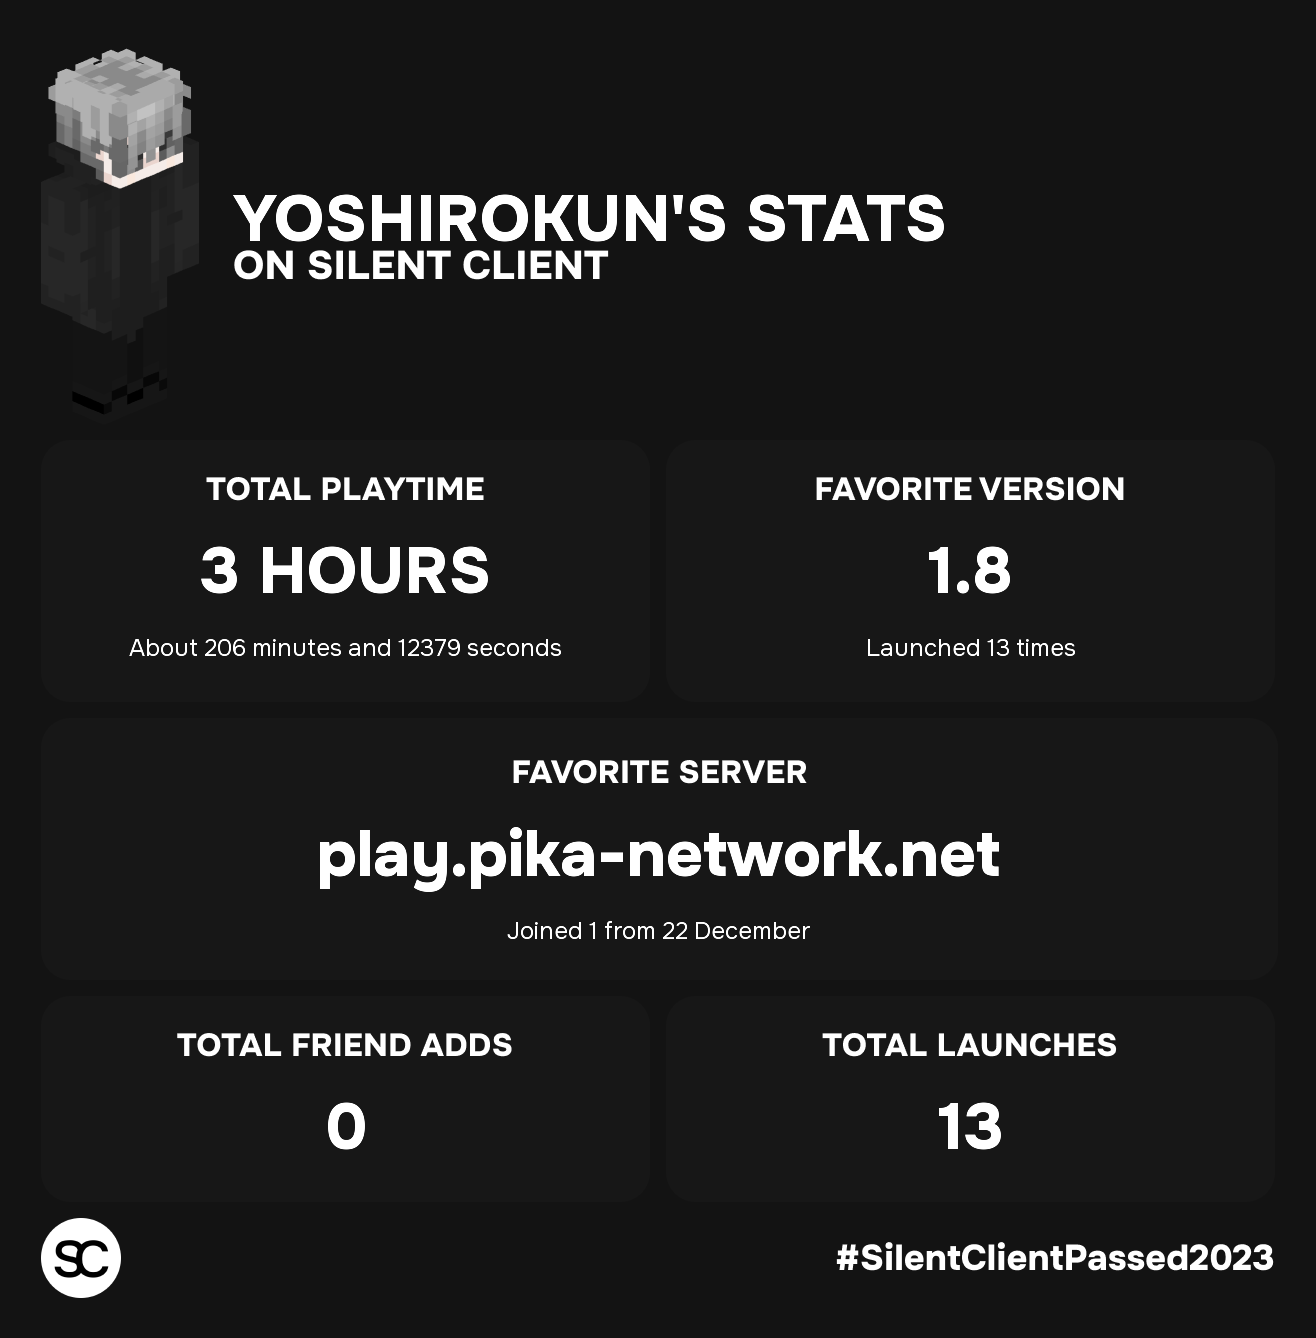 YOSHIROKUN'S STATS
ON SILENT CLIENT
TOTAL PLAYTIME
3 HOURS
About 206 minutes and 12379 seconds
FAVORITE VERSION
1.8
Launched 13 times
FAVORITE SERVER
play.pika-network.net
Joined 1 from 22 December
TOTAL FRIEND ADDS
0
TOTAL LAUNCHES
13
SC
#SilentClientPassed2023